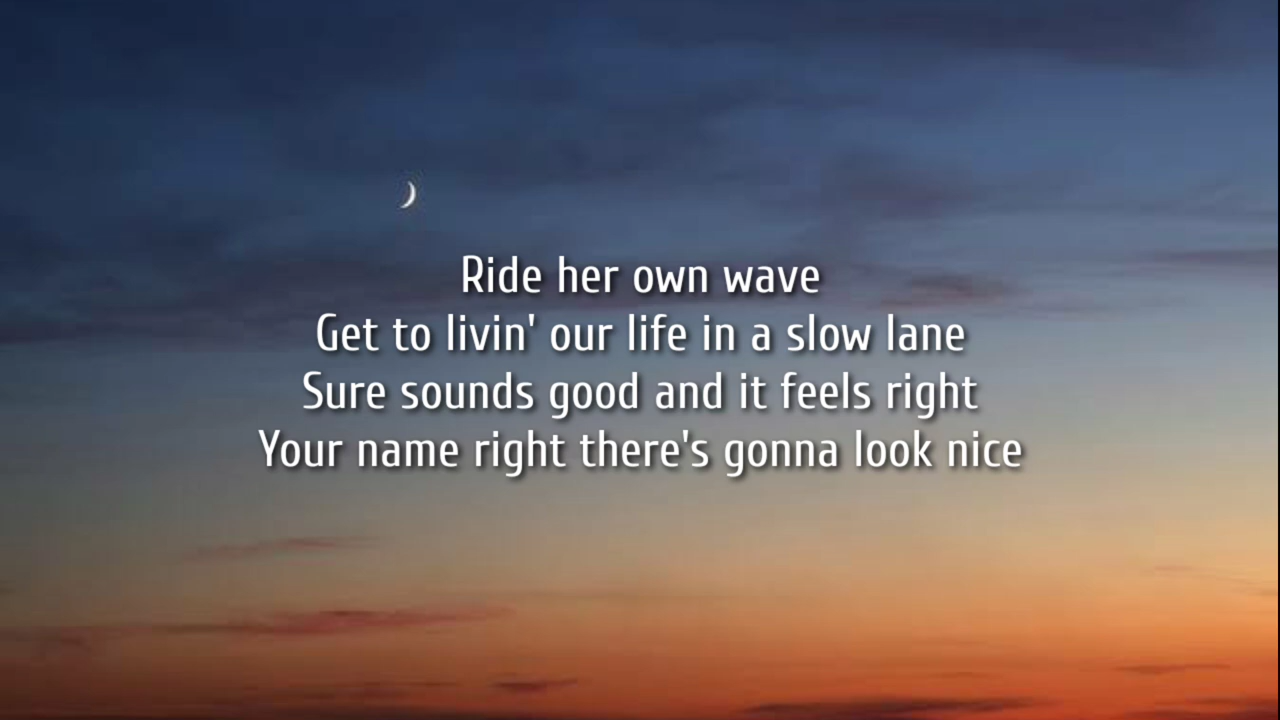 Ride her own wave
Get to livin' our life in a slow lane
Sure sounds good and it feels right
Your name right there's gonna look nice